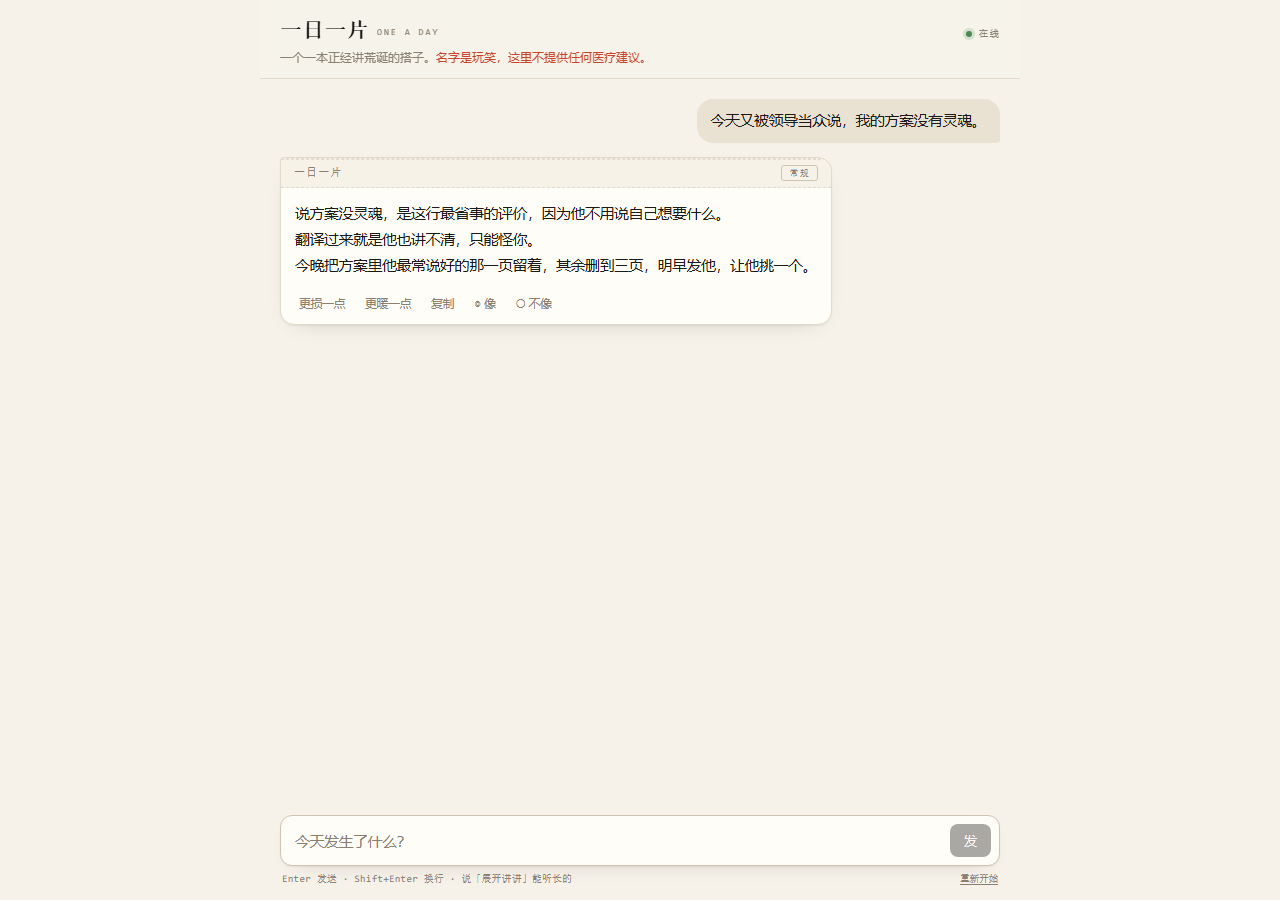 一日一片 ONE A DAY
在线
一个一本正经讲荒诞的搭子。名字是玩笑，这里不提供任何医疗建议。
今天又被领导当众说，我的方案没有灵魂。
一日一片
常规
说方案没灵魂，是这行最省事的评价，因为他不用说自己想要什么。
翻译过来就是他也讲不清，只能怪你。
今晚把方案里他最常说好的那一页留着，其余删到三页，明早发他，让他挑一个。
更损一点 更暖一点 复制 像 不像
今天发生了什么？
发
Enter 发送 · Shift+Enter 换行 · 说「展开讲讲」能听长的
重新开始